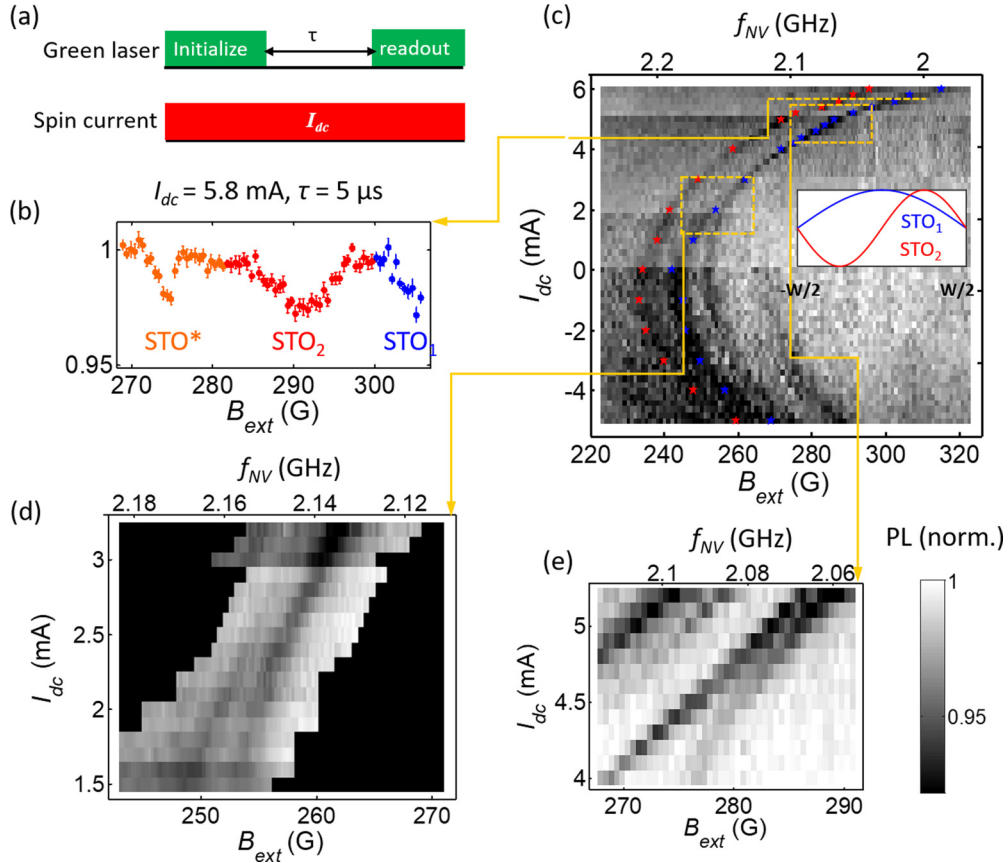 (a)
Green laser
Initialize
τ
readout
Spin current
I_dc
I_dc = 5.8 mA, τ = 5 μs
(b)
1
0.95
STO*
STO₂
STO₁
270 280 290 300
B_ext (G)
(c)
f_NV (GHz)
2.2 2.1 2
6
4
2
0
-2
-4
I_dc (mA)
STO₁
STO₂
-W/2 W/2
220 240 260 280 300 320
B_ext (G)
(d)
f_NV (GHz)
2.18 2.16 2.14 2.12
3
2.5
2
1.5
I_dc (mA)
250 260 270
B_ext (G)
(e)
f_NV (GHz)
2.1 2.08 2.06
5
4.5
4
I_dc (mA)
270 280 290
B_ext (G)
PL (norm.)
1
0.95